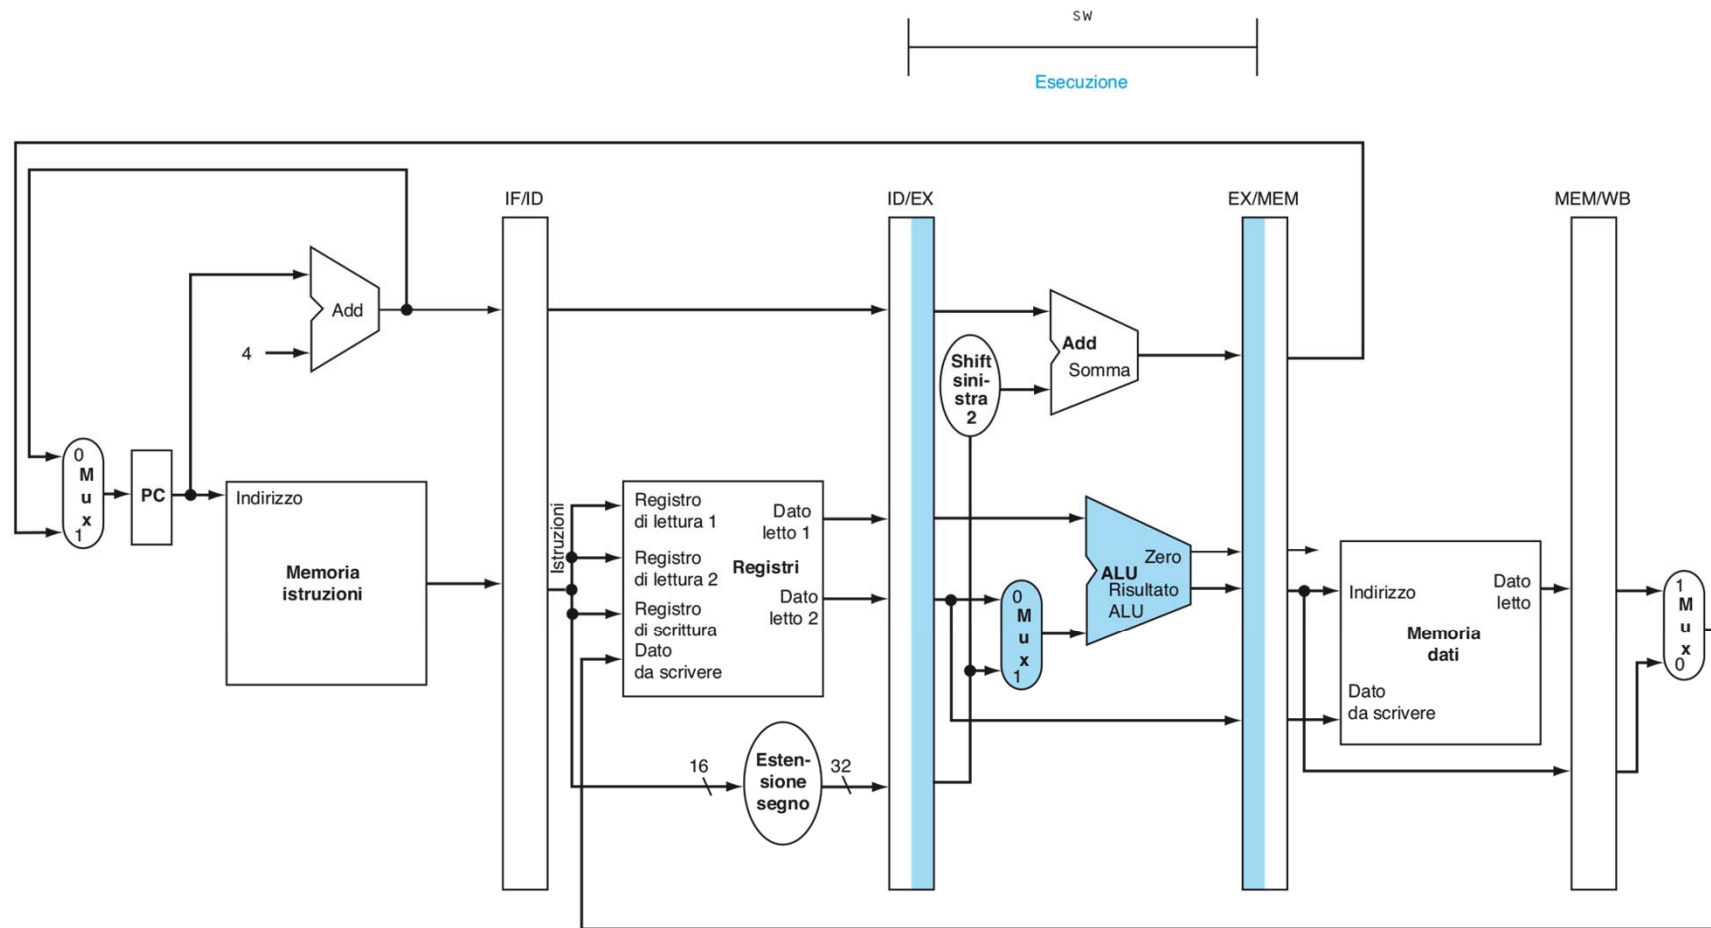 sw
Esecuzione
IF/ID
ID/EX
EX/MEM
MEM/WB
Add
4
Shift
sini-
stra
2
Add
Somma
0
M
u
x
1
PC
Indirizzo
Memoria
istruzioni
Istruzioni
Registro
di lettura 1
Registro
di lettura 2
Registro
di scrittura
Dato
da scrivere
Registri
Dato
letto 1
Dato
letto 2
16
Esten-
sione
segno
32
0
M
u
x
1
Zero
ALU
Risultato
ALU
Indirizzo
Dato
letto
Memoria
dati
Dato
da scrivere
1
M
u
x
0